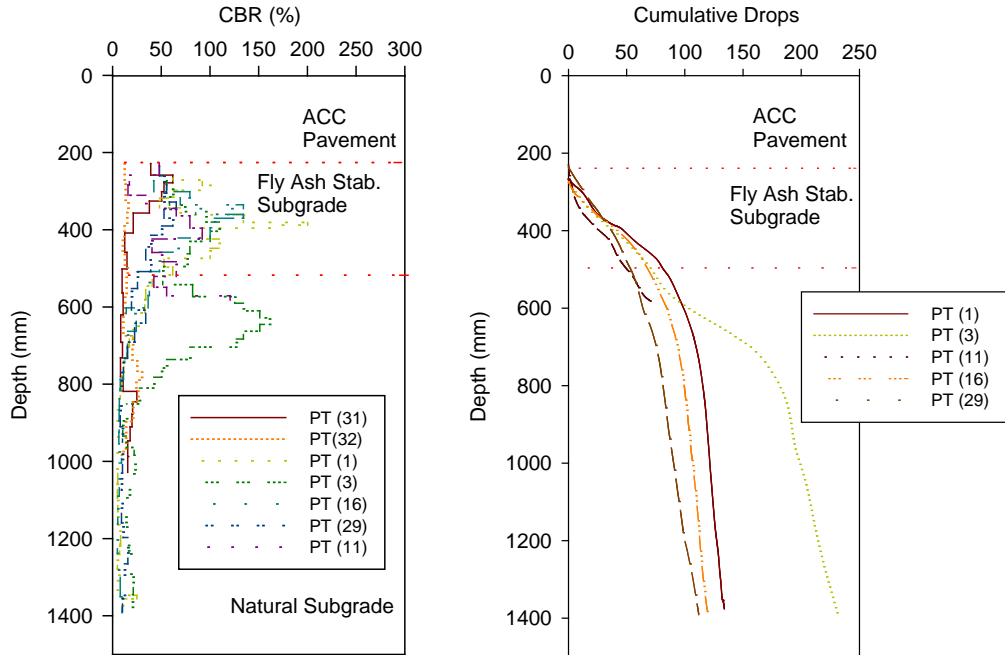 CBR (%)
0 50 100 150 200 250 300
Depth (mm)
0
200
400
600
800
1000
1200
1400
ACC
Pavement
Fly Ash Stab.
Subgrade
PT (31)
PT(32)
PT (1)
PT (3)
PT (16)
PT (29)
PT (11)
Natural Subgrade
Cumulative Drops
0 50 100 150 200 250
Depth (mm)
0
200
400
600
800
1000
1200
1400
ACC
Pavement
Fly Ash Stab.
Subgrade
PT (1)
PT (3)
PT (11)
PT (16)
PT (29)